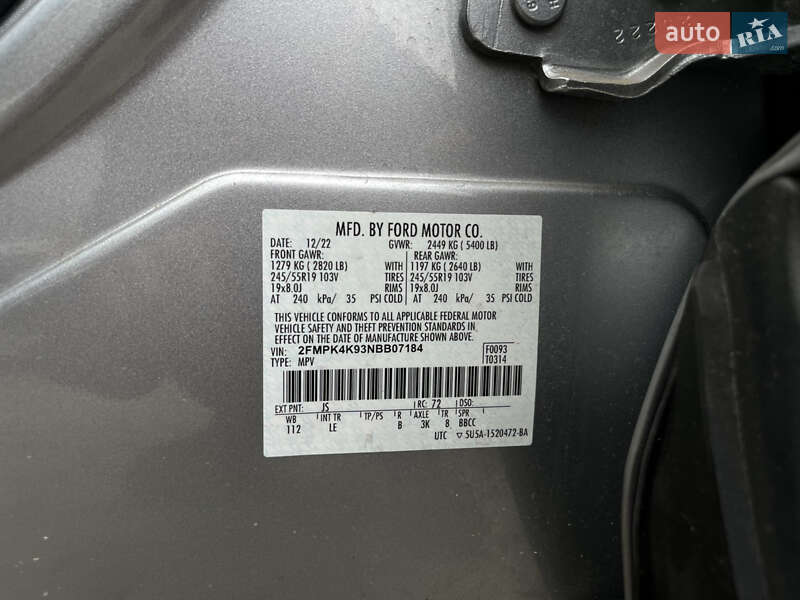 auto RIA.com
222
MFD. BY FORD MOTOR CO.
DATE: 12/22 GVWR: 2449 KG ( 5400 LB)
FRONT GAWR: REAR GAWR:
1279 KG ( 2820 LB) WITH 1197 KG ( 2640 LB) WITH
245/55R19 103V TIRES 245/55R19 103V TIRES
19x8.0J RIMS 19x8.0J RIMS
AT 240 kPa/ 35 PSI COLD AT 240 kPa/ 35 PSI COLD
THIS VEHICLE CONFORMS TO ALL APPLICABLE FEDERAL MOTOR
VEHICLE SAFETY AND THEFT PREVENTION STANDARDS IN
EFFECT ON THE DATE OF MANUFACTURE SHOWN ABOVE.
VIN: 2FMPK4K93NBB07184 F0093
TYPE: MPV T0314
EXT PNT: JS RC: 72 DSO:
WB INT TR TP/PS R AXLE TR SPR
112 LE B 3K 8 BBCC
UTC ▽ 5U5A-1520472-BA